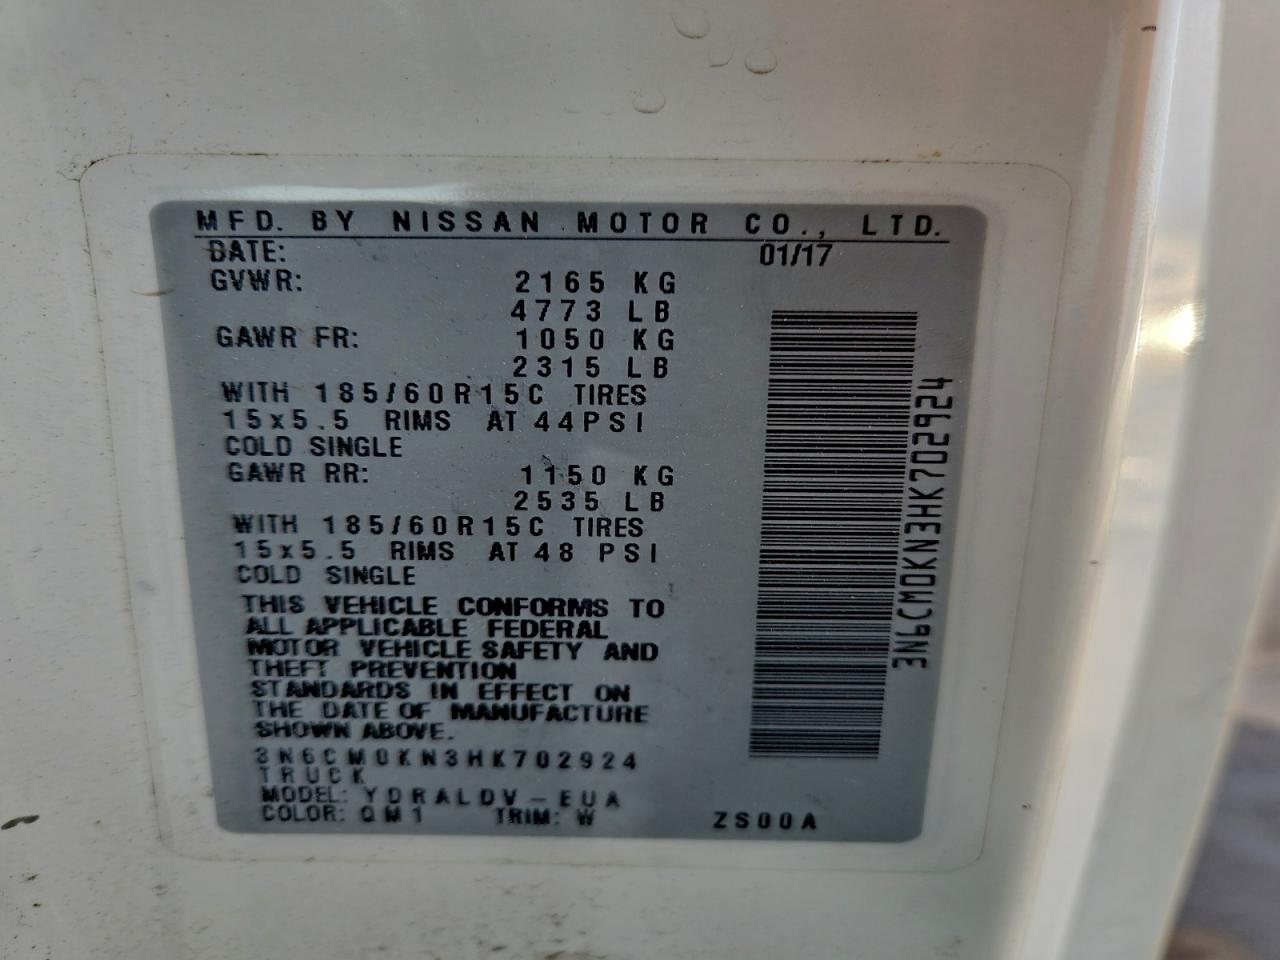 MFD. BY NISSAN MOTOR CO., LTD.
DATE: 01/17
GVWR: 2165 KG
4773 LB
GAWR FR: 1050 KG
2315 LB
WITH 185/60R15C TIRES
15x5.5 RIMS AT 44PSI
COLD SINGLE
GAWR RR: 1150 KG
2535 LB
WITH 185/60R15C TIRES
15x5.5 RIMS AT 48 PSI
COLD SINGLE
THIS VEHICLE CONFORMS TO
ALL APPLICABLE FEDERAL
MOTOR VEHICLE SAFETY AND
THEFT PREVENTION
STANDARDS IN EFFECT ON
THE DATE OF MANUFACTURE
SHOWN ABOVE.
3N6CM0KN3HK702924
TRUCK
MODEL: YDRALDV-EUA
COLOR: QM1 TRIM: W ZS00A
3N6CM0KN3HK702924